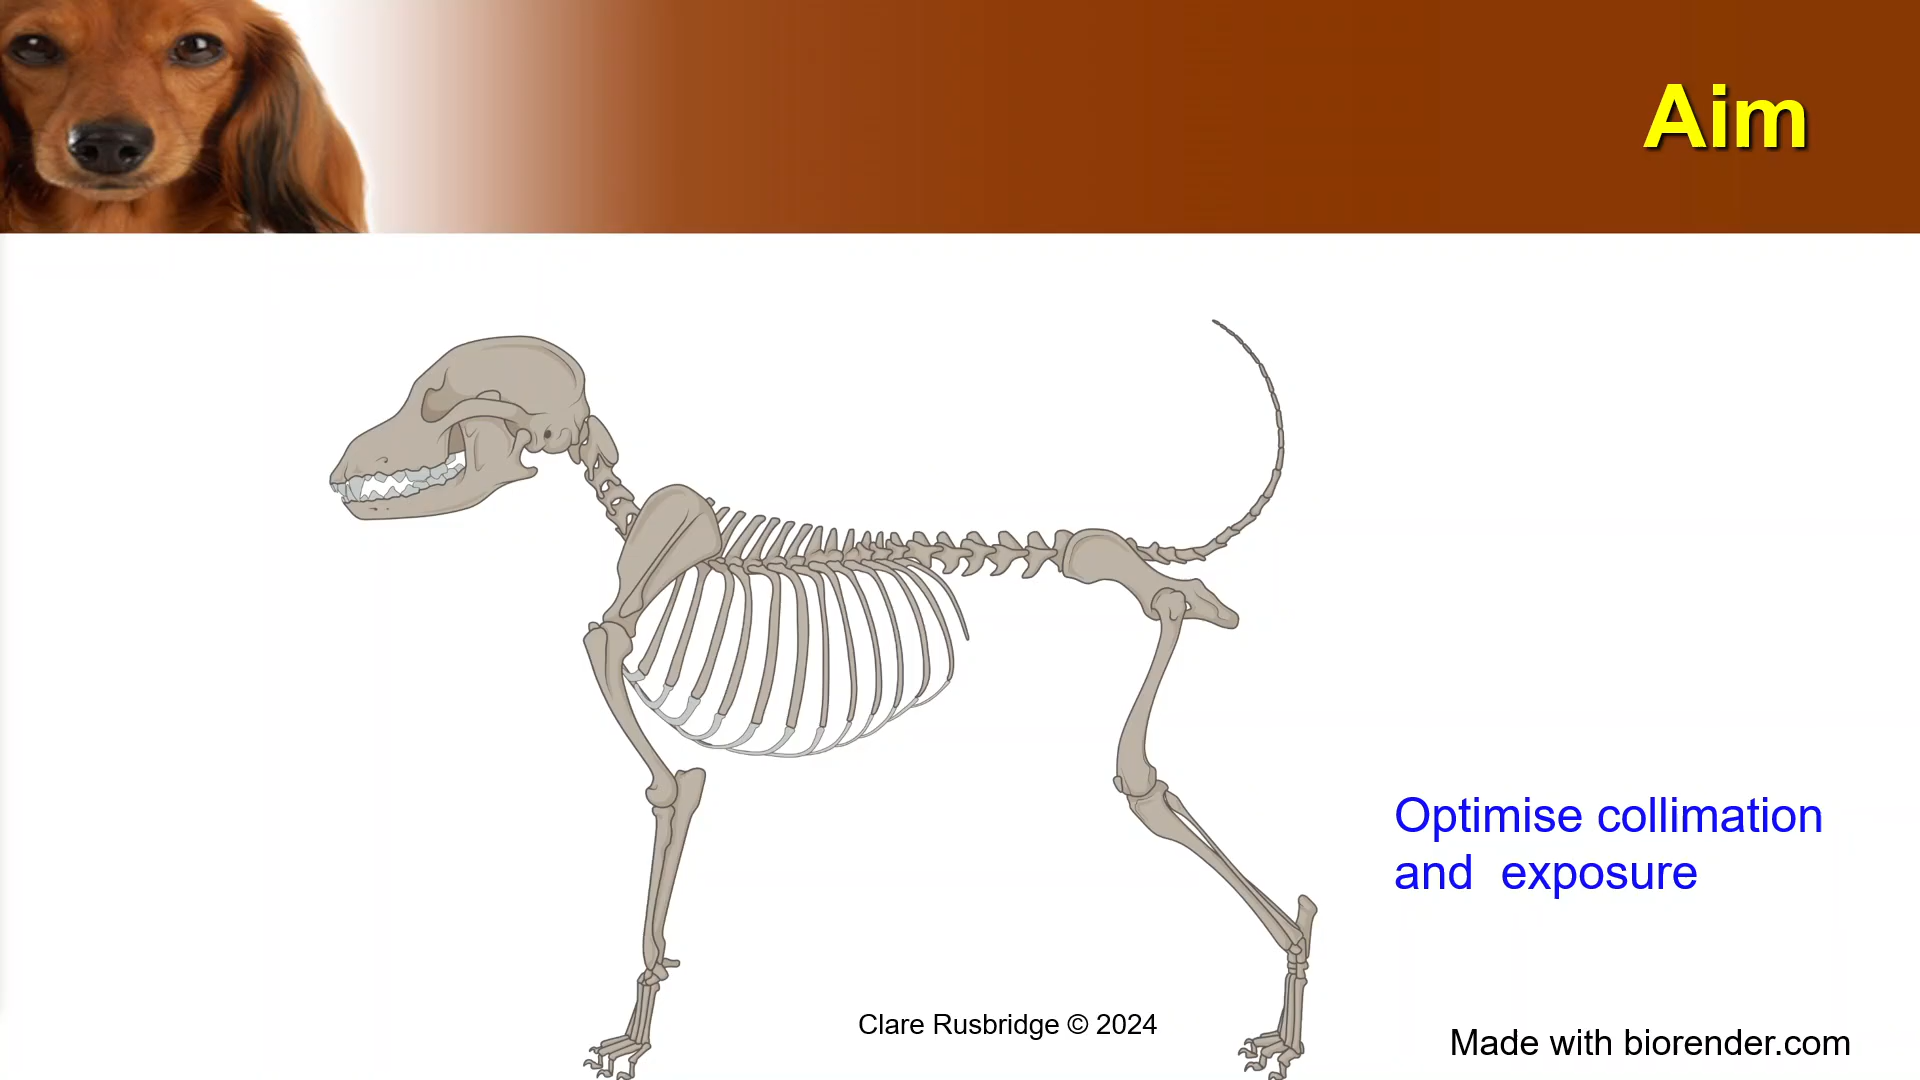 Aim
Optimise collimation
and  exposure
Clare Rusbridge © 2024
Made with biorender.com